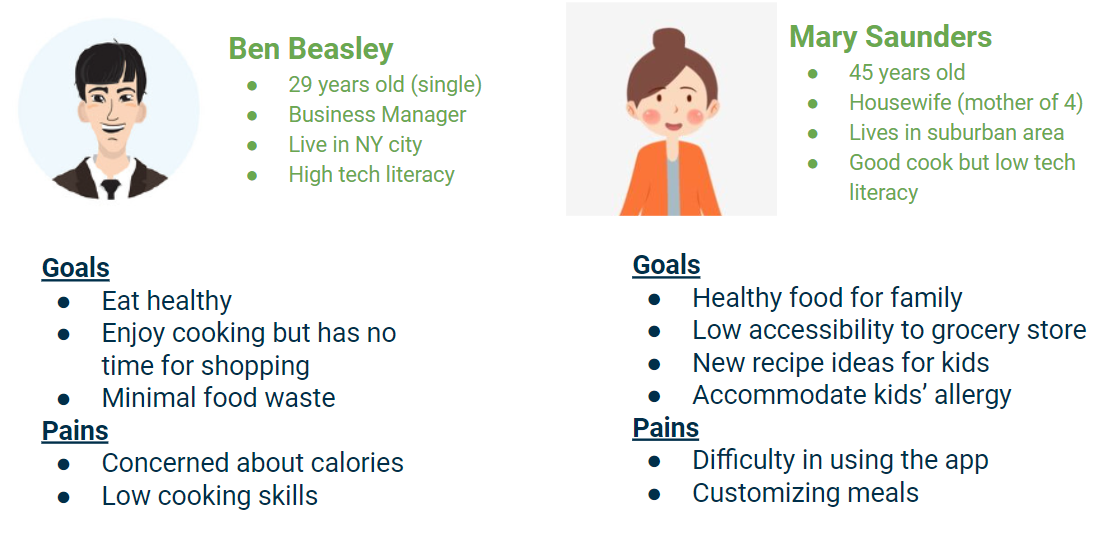 Ben Beasley
● 29 years old (single)
● Business Manager
● Live in NY city
● High tech literacy
Goals
● Eat healthy
● Enjoy cooking but has no
time for shopping
● Minimal food waste
Pains
● Concerned about calories
● Low cooking skills
Mary Saunders
● 45 years old
● Housewife (mother of 4)
● Lives in suburban area
● Good cook but low tech
literacy
Goals
● Healthy food for family
● Low accessibility to grocery store
● New recipe ideas for kids
● Accommodate kids’ allergy
Pains
● Difficulty in using the app
● Customizing meals